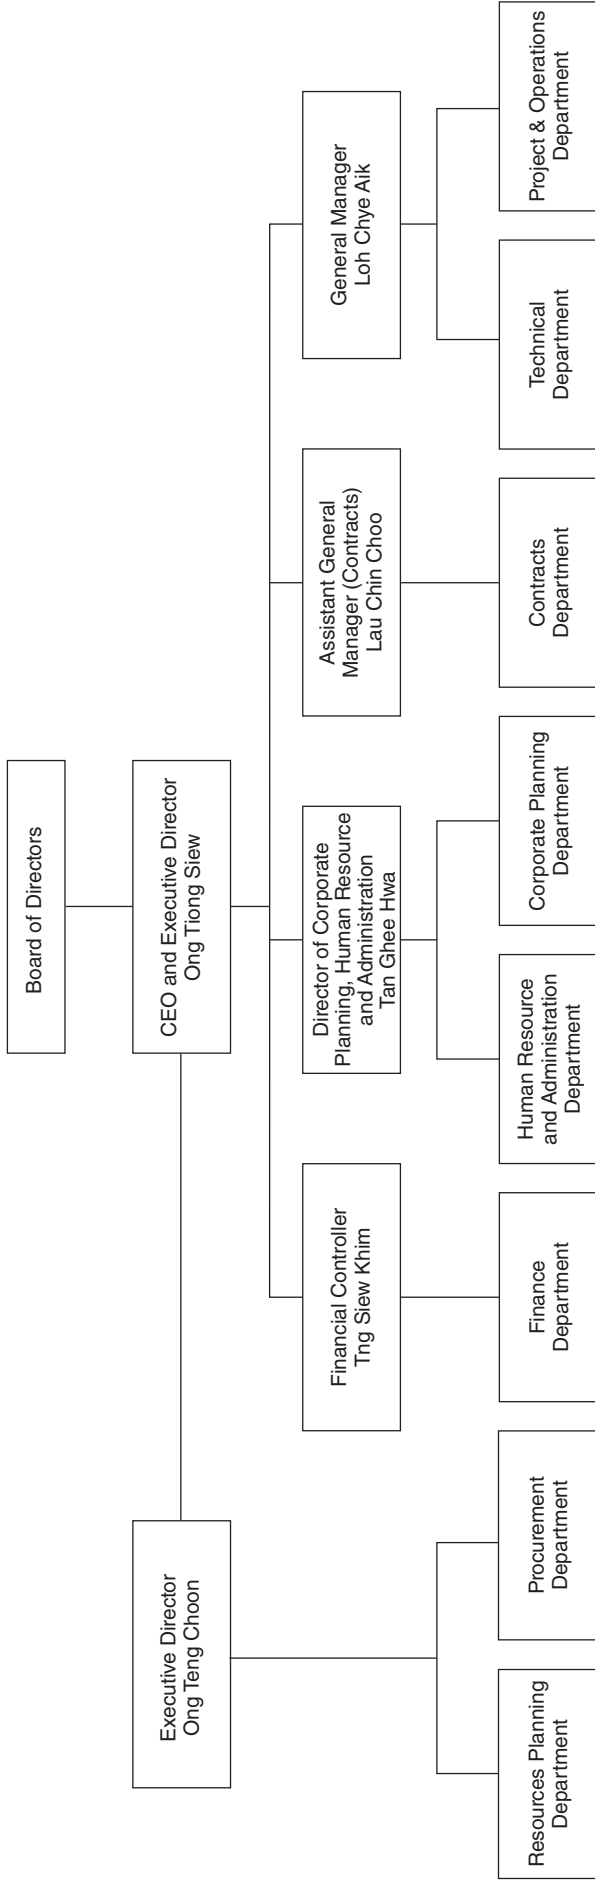 Board of Directors
CEO and Executive Director
Ong Tiong Siew
Executive Director
Ong Teng Choon
Financial Controller
Tng Siew Khim
Director of Corporate
Planning, Human Resource
and Administration
Tan Ghee Hwa
Assistant General
Manager (Contracts)
Lau Chin Choo
General Manager
Loh Chye Aik
Resources Planning
Department
Procurement
Department
Finance
Department
Human Resource
and Administration
Department
Corporate Planning
Department
Contracts
Department
Technical
Department
Project & Operations
Department